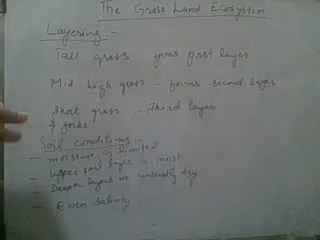 The Grass Land Ecosystem
Layering:-
Tall grass forms first layer
Mid high grass - forms second layer
Short grass - Third layer
& forbs
Soil conditions:-
- moisture is limited
- upper soil layer is moist
- Deeper layers are constantly dry
- Excess salinity.